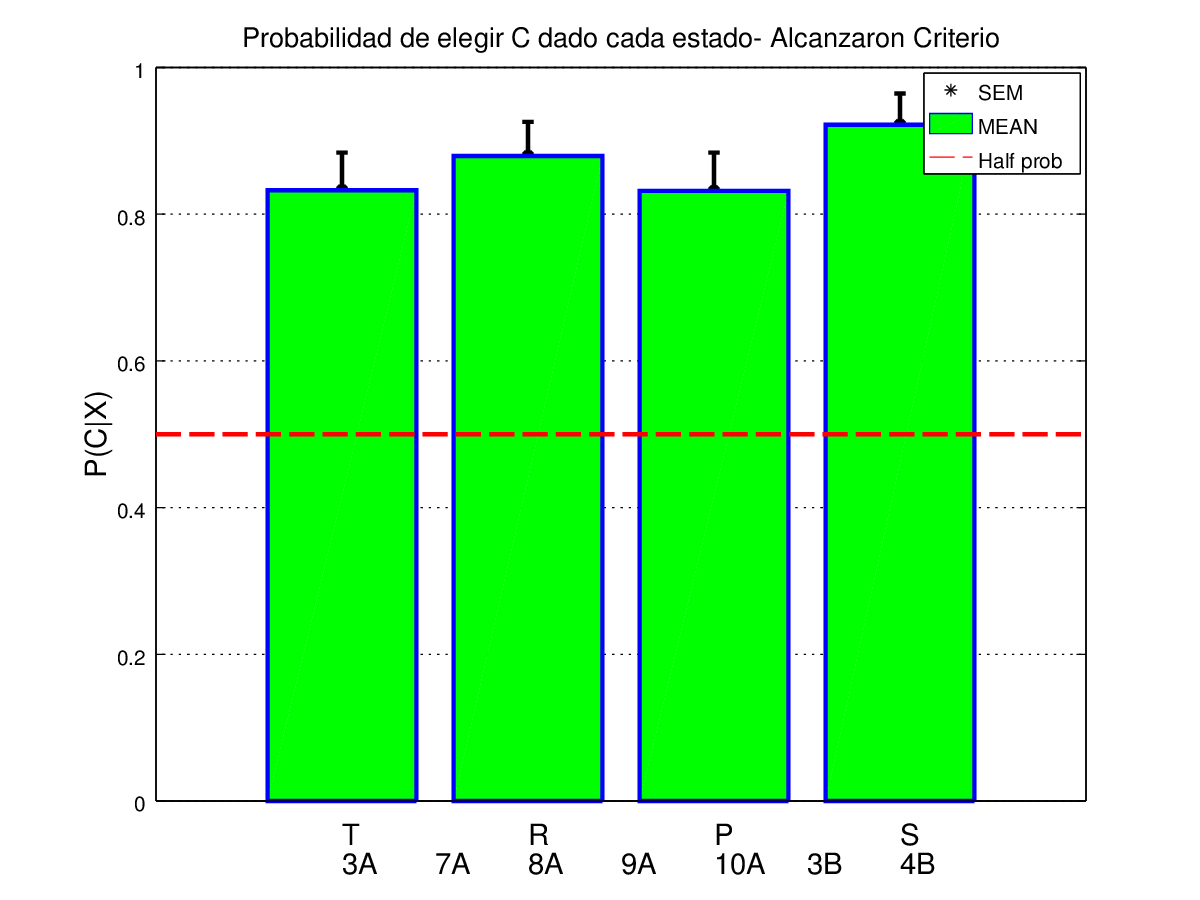 Probabilidad de elegir C dado cada estado- Alcanzaron Criterio
1
SEM
MEAN
Half prob
0.8
0.6
P(C|X)
0.4
0.2
0
T R P S
3A 7A 8A 9A 10A 3B 4B